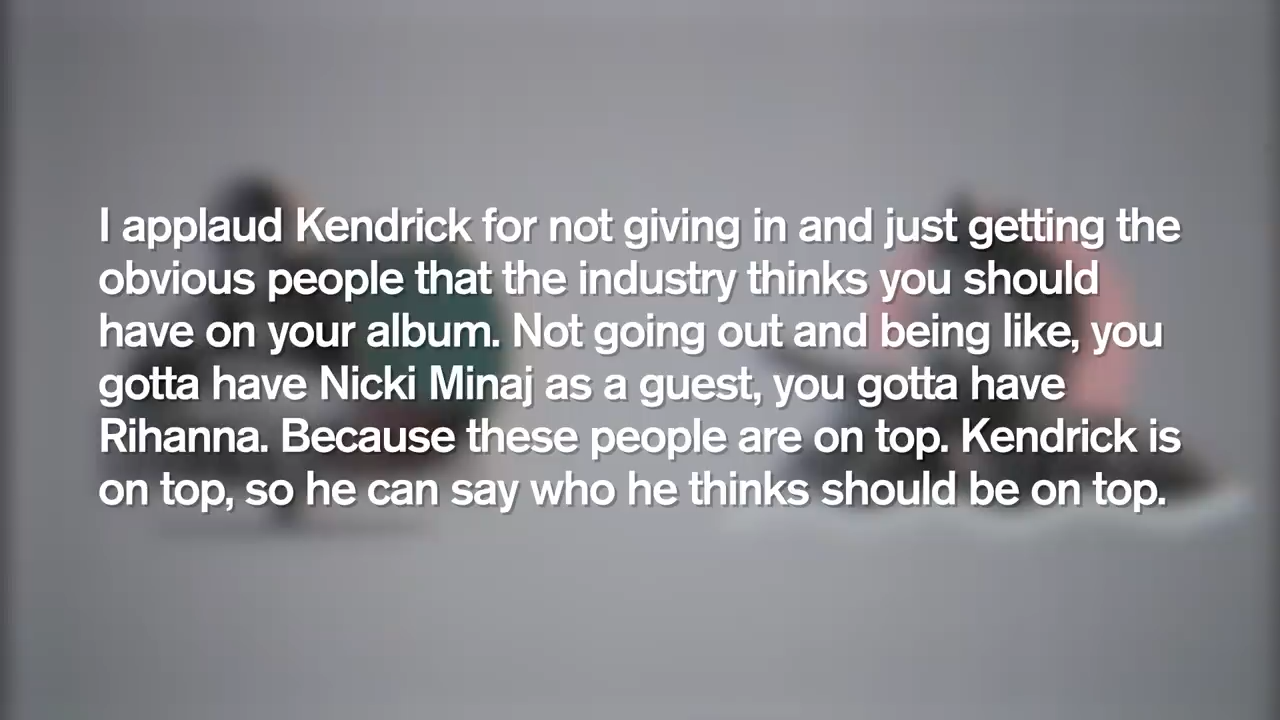 I applaud Kendrick for not giving in and just getting the
obvious people that the industry thinks you should
have on your album. Not going out and being like, you
gotta have Nicki Minaj as a guest, you gotta have
Rihanna. Because these people are on top. Kendrick is
on top, so he can say who he thinks should be on top.